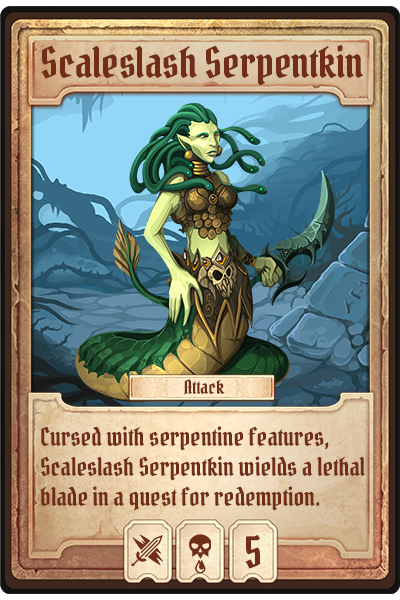 Scaleslash Serpentkin
Attack
Cursed with serpentine features,
Scaleslash Serpentkin wields a lethal
blade in a quest for redemption.
5